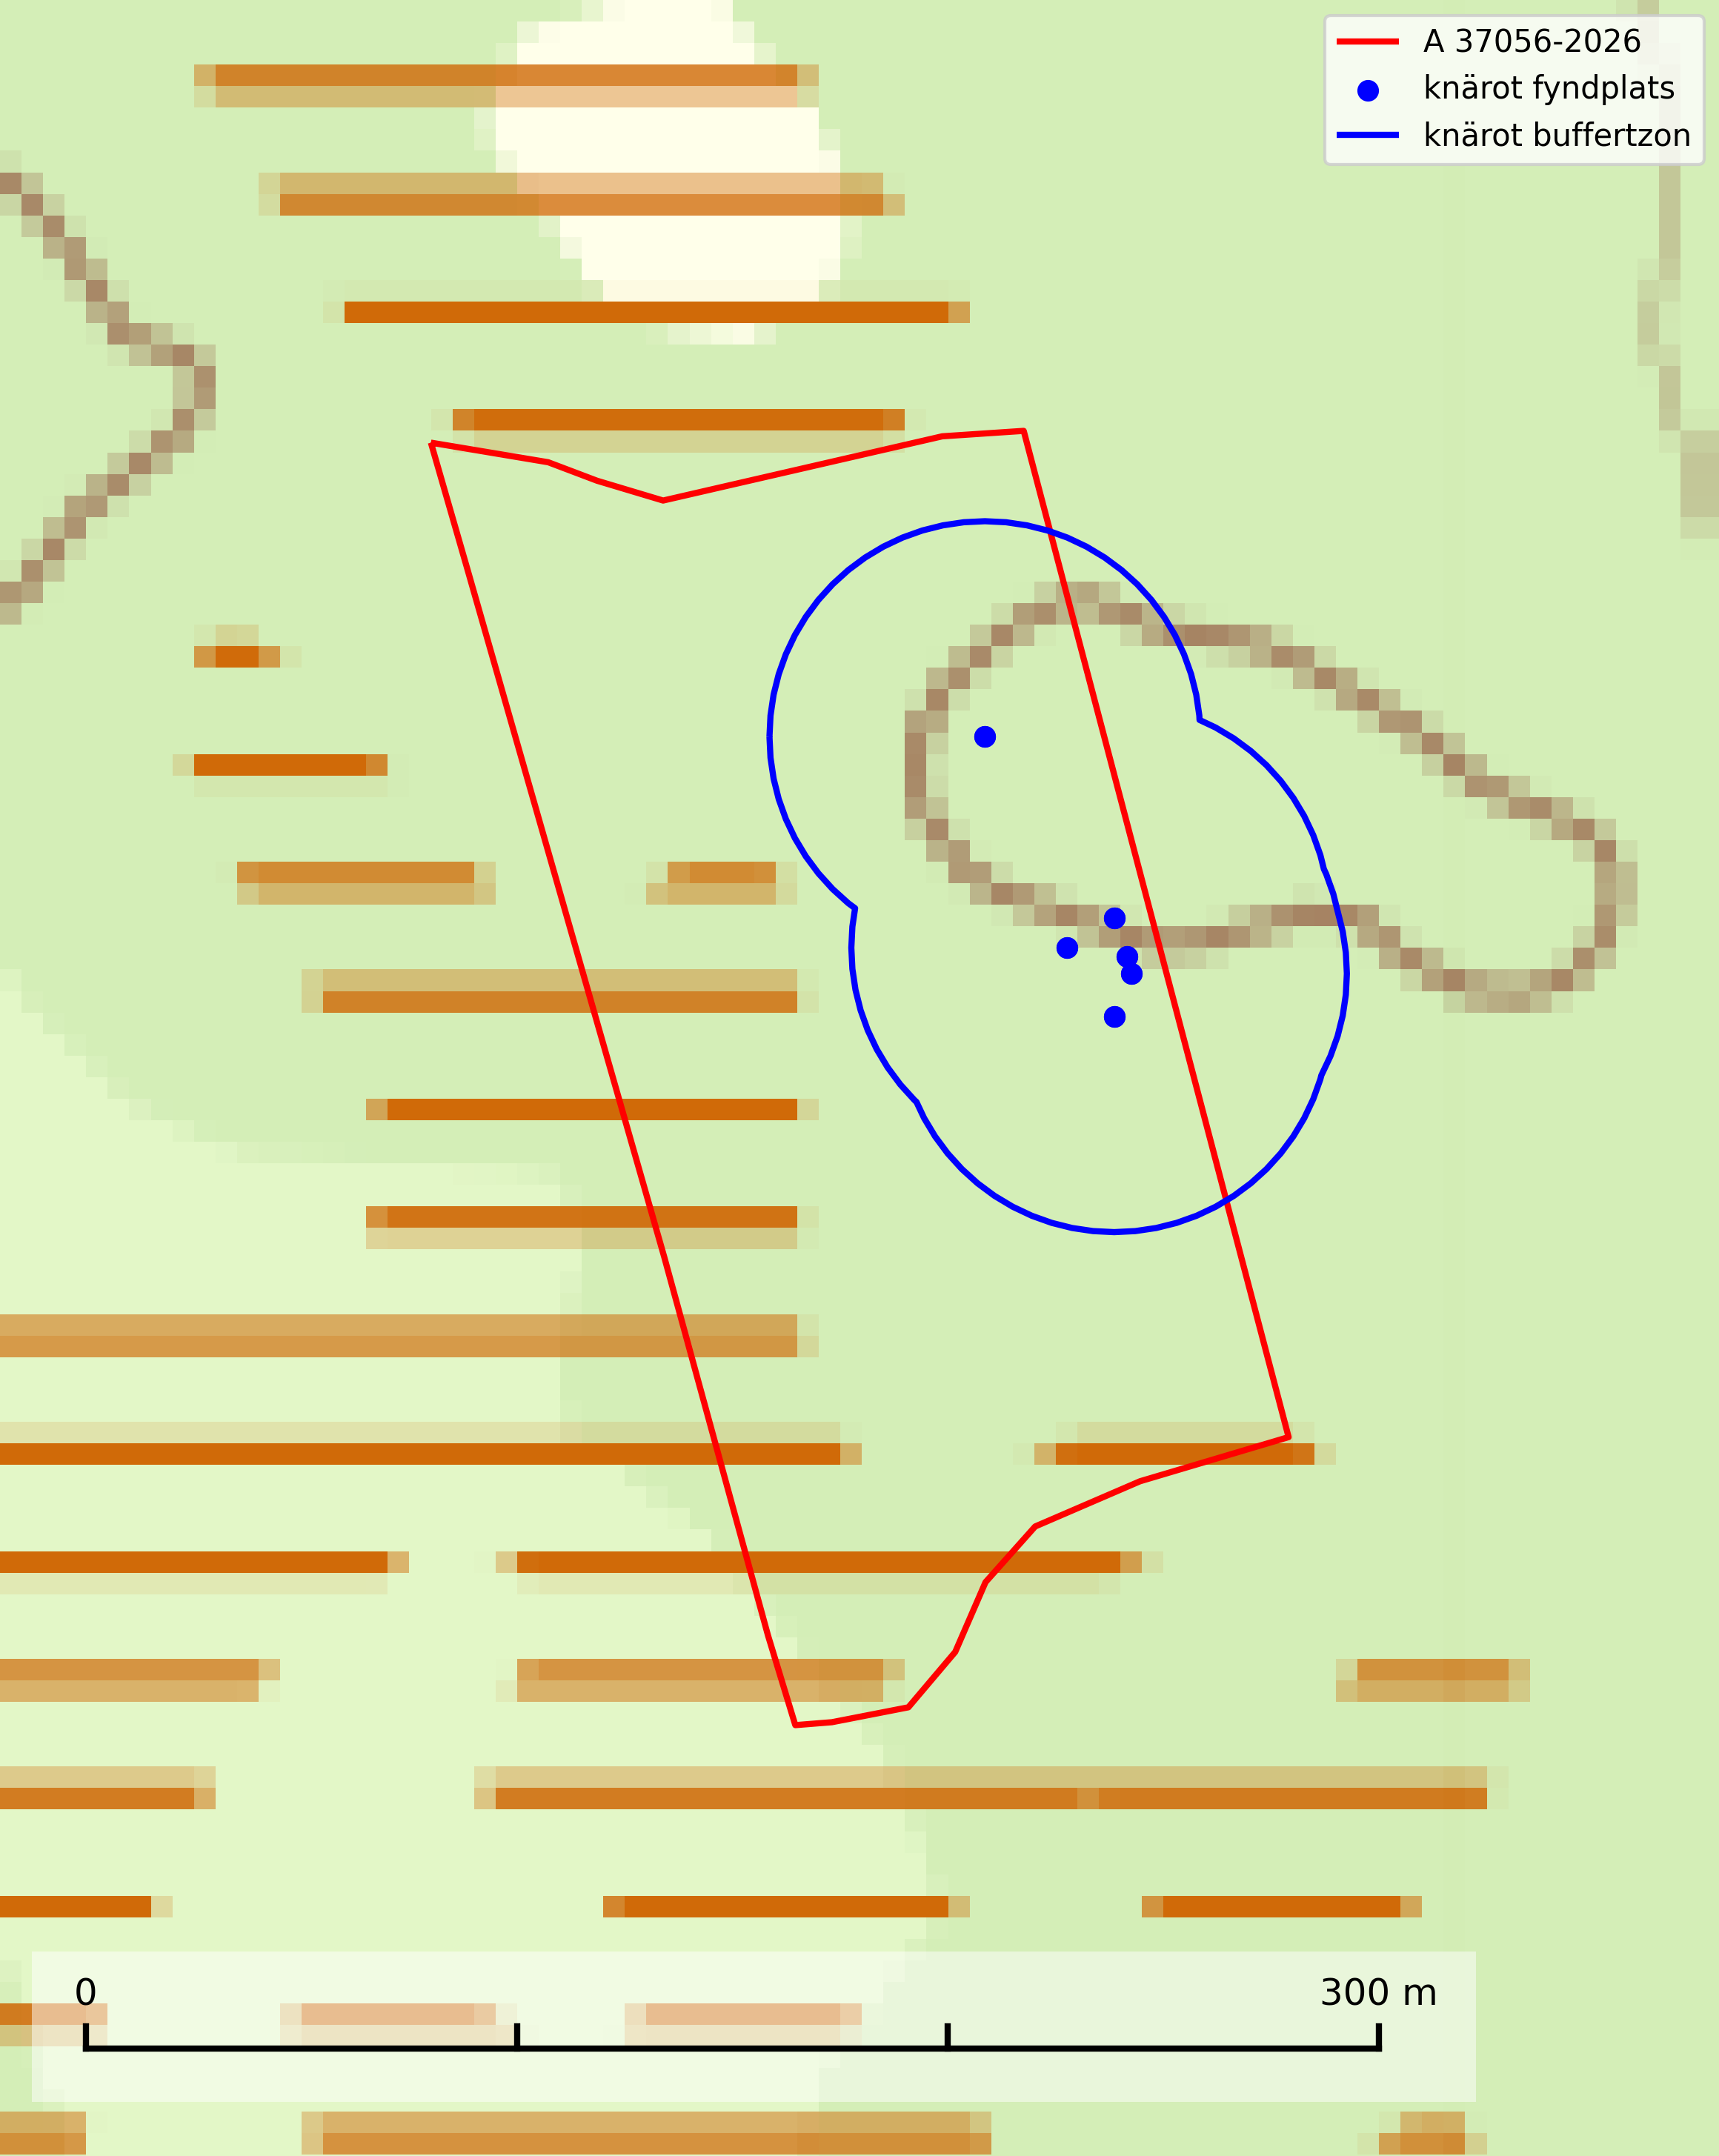 A 37056-2026
knärot fyndplats
knärot buffertzon
0 300 m